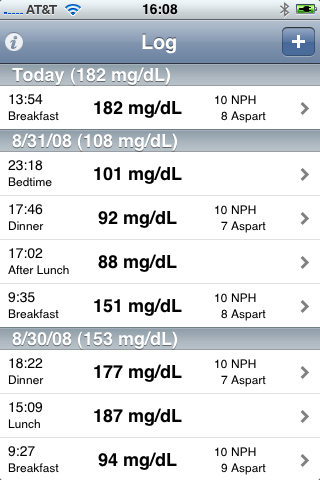 AT&T 16:08
Log
Today (182 mg/dL)
13:54 182 mg/dL 10 NPH
Breakfast 8 Aspart
8/31/08 (108 mg/dL)
23:18 101 mg/dL
Bedtime
17:46 92 mg/dL 10 NPH
Dinner 7 Aspart
17:02 88 mg/dL
After Lunch
9:35 151 mg/dL 10 NPH
Breakfast 8 Aspart
8/30/08 (153 mg/dL)
18:22 177 mg/dL 10 NPH
Dinner 7 Aspart
15:09 187 mg/dL
Lunch
9:27 94 mg/dL 10 NPH
Breakfast 9 Aspart